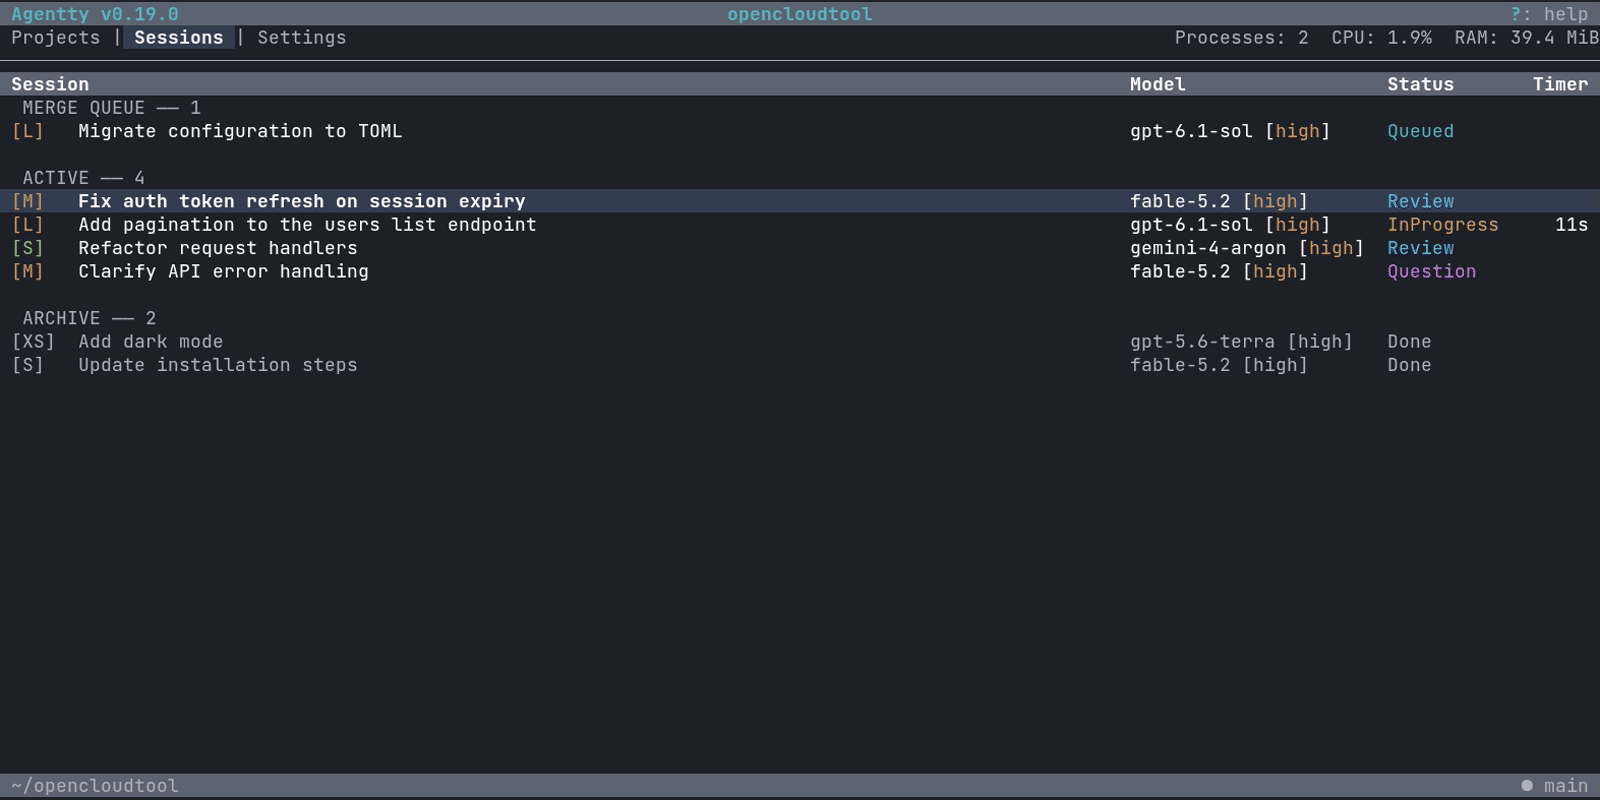 Agentty v0.19.0 opencloudtool ?: help
Projects | Sessions | Settings Processes: 2 CPU: 1.9% RAM: 39.4 MiB
Session Model Status Timer
MERGE QUEUE —— 1
[L] Migrate configuration to TOML gpt-6.1-sol [high] Queued
ACTIVE —— 4
[M] Fix auth token refresh on session expiry fable-5.2 [high] Review
[L] Add pagination to the users list endpoint gpt-6.1-sol [high] InProgress 11s
[S] Refactor request handlers gemini-4-argon [high] Review
[M] Clarify API error handling fable-5.2 [high] Question
ARCHIVE —— 2
[XS] Add dark mode gpt-5.6-terra [high] Done
[S] Update installation steps fable-5.2 [high] Done
~/opencloudtool ● main